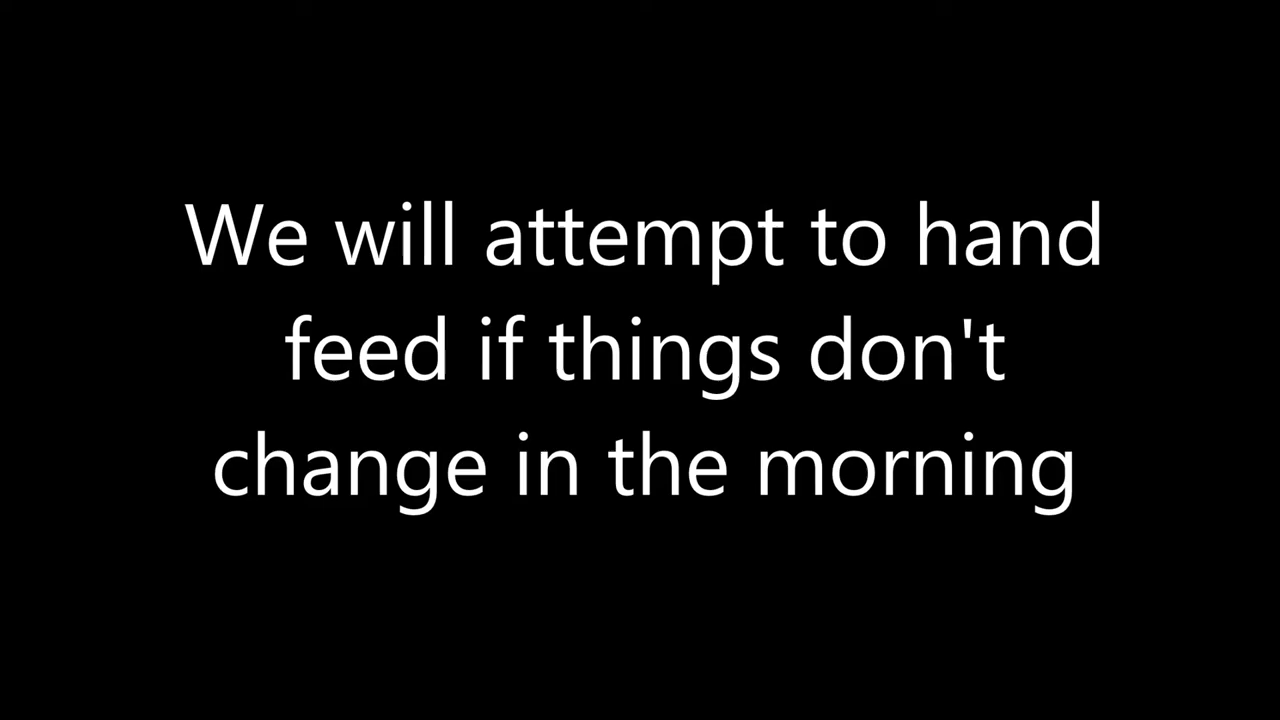 We will attempt to hand
feed if things don't
change in the morning